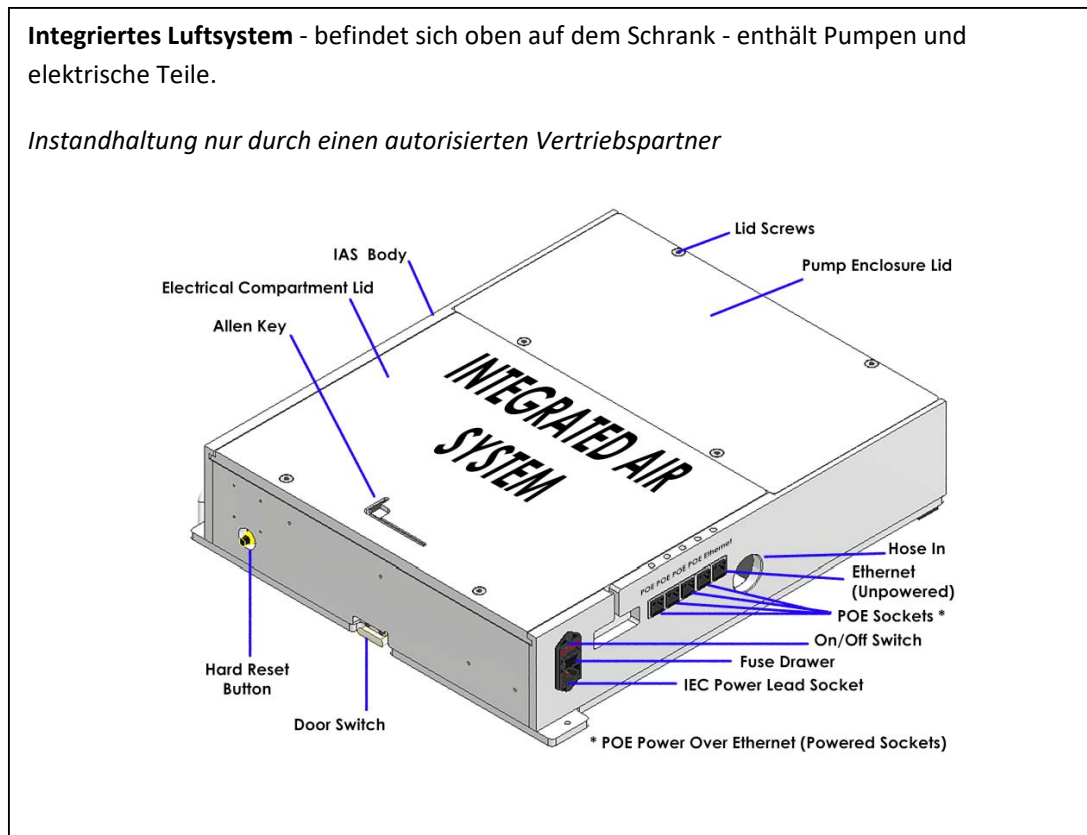 Integriertes Luftsystem - befindet sich oben auf dem Schrank - enthält Pumpen und
elektrische Teile.
Instandhaltung nur durch einen autorisierten Vertriebspartner
Lid Screws
IAS Body
Pump Enclosure Lid
Electrical Compartment Lid
Allen Key
INTEGRATED AIR
SYSTEM
POE POE POE POE Ethernet
Hose In
Ethernet
(Unpowered)
POE Sockets *
On/Off Switch
Fuse Drawer
IEC Power Lead Socket
Hard Reset
Button
Door Switch
* POE Power Over Ethernet (Powered Sockets)